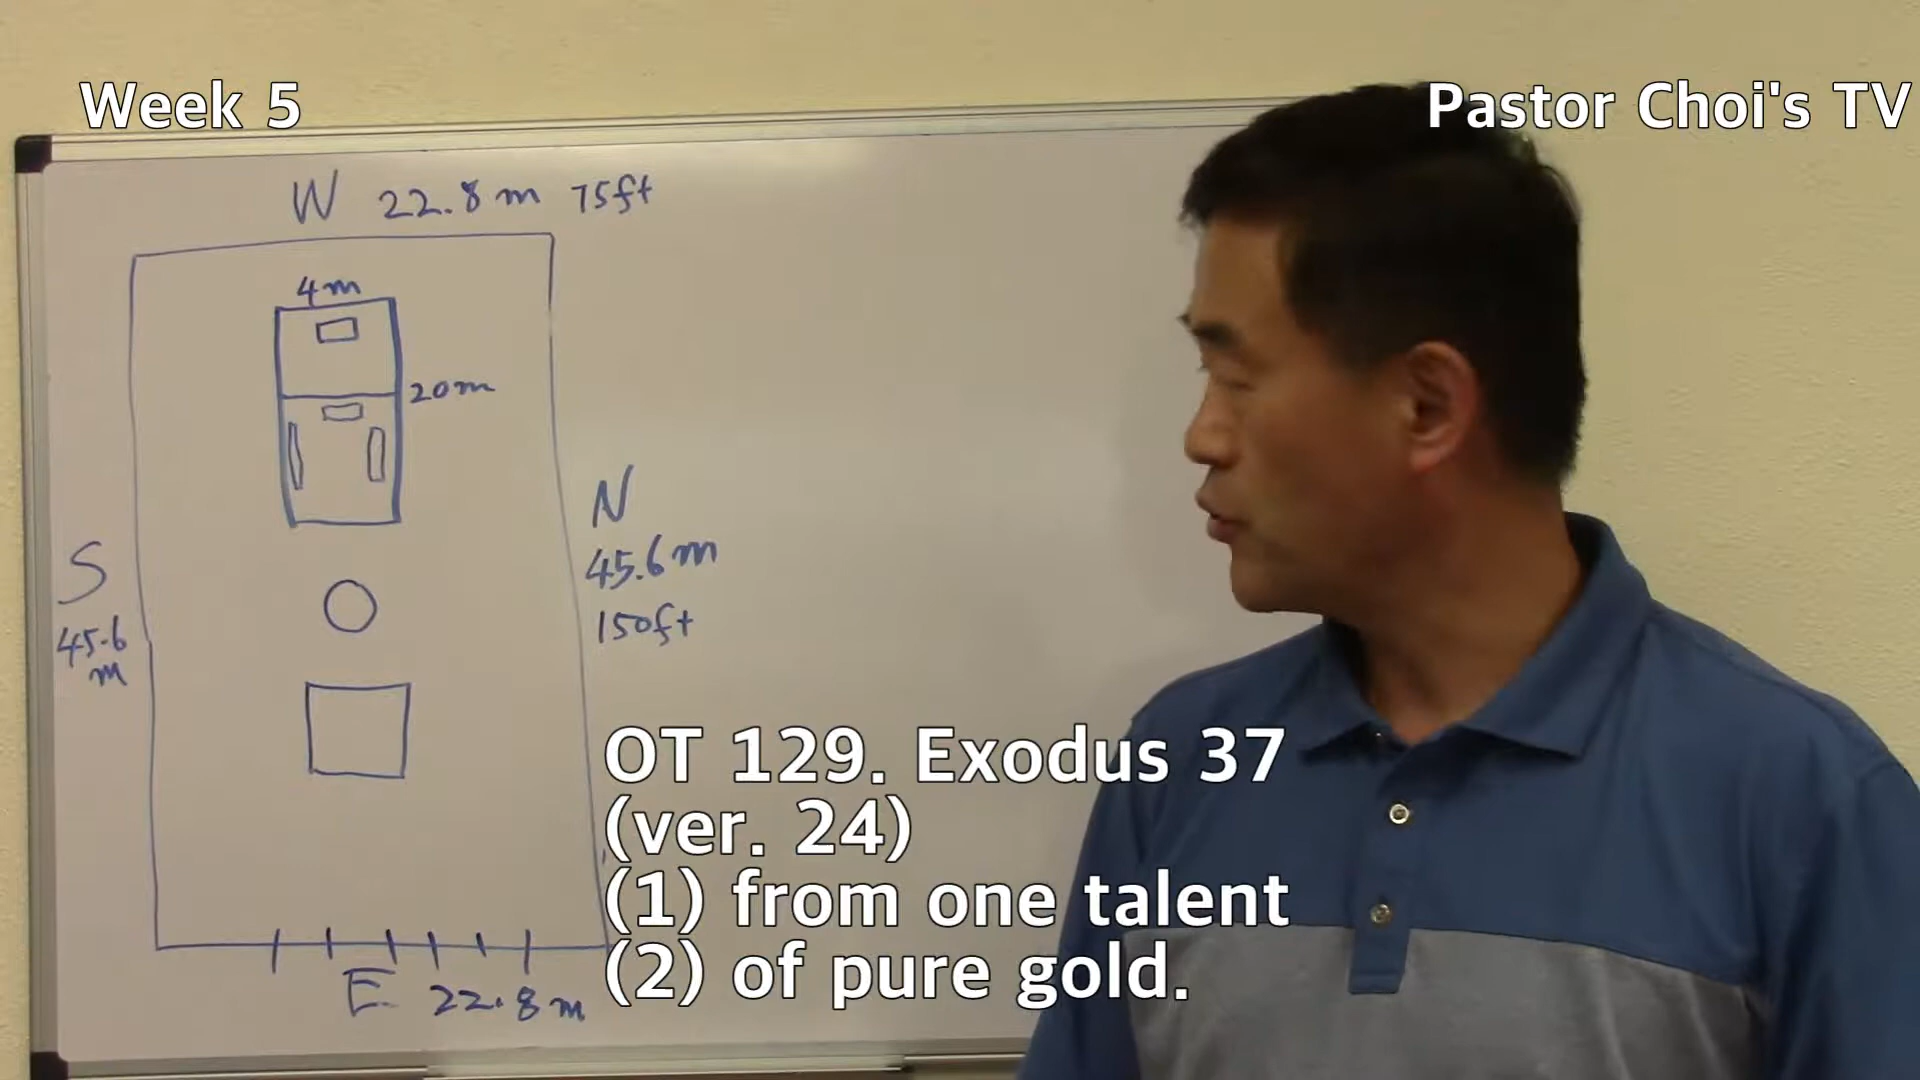 Week 5
Pastor Choi's TV
W 22.8 m 75ft
4m
20m
N
45.6m
150ft
S
45.6
m
E. 22.8 m
OT 129. Exodus 37
(ver. 24)
(1) from one talent
(2) of pure gold.